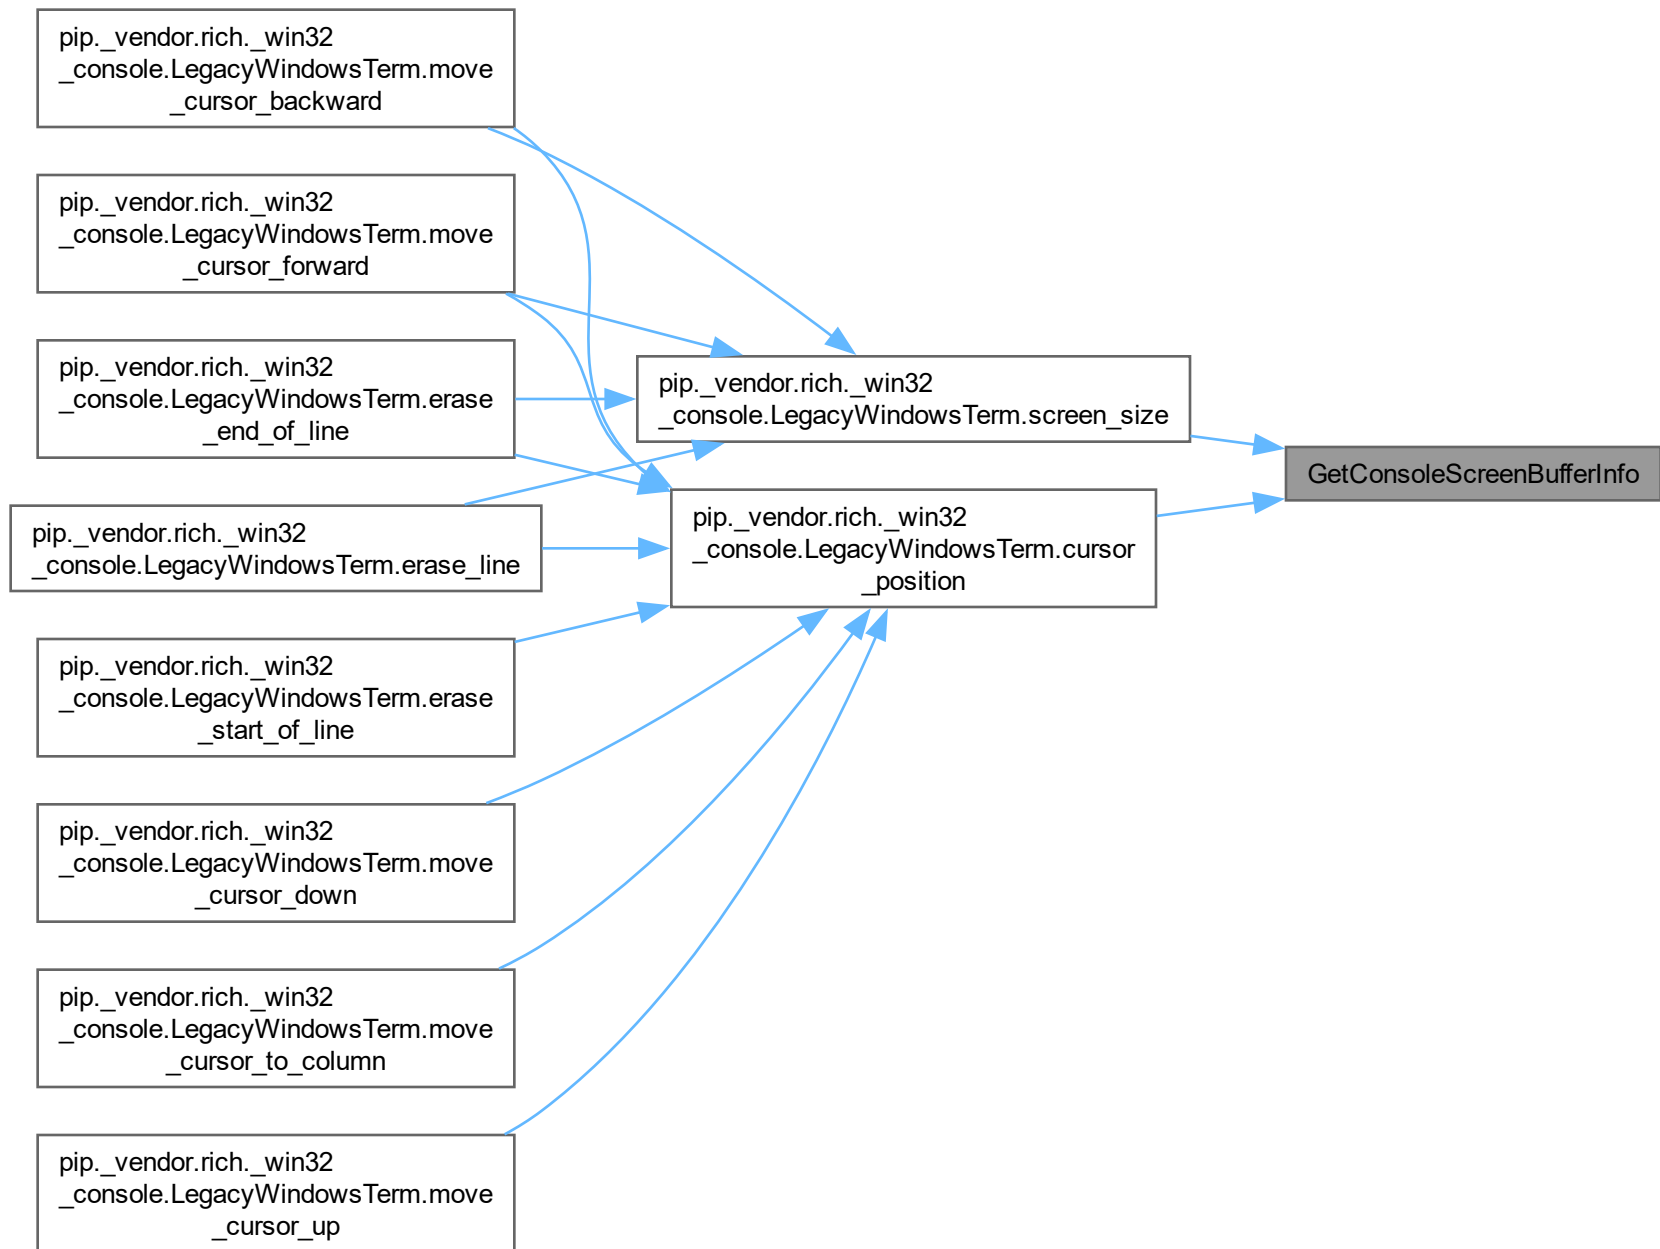 pip._vendor.rich._win32
_console.LegacyWindowsTerm.move
_cursor_backward
pip._vendor.rich._win32
_console.LegacyWindowsTerm.move
_cursor_forward
pip._vendor.rich._win32
_console.LegacyWindowsTerm.erase
_end_of_line
pip._vendor.rich._win32
_console.LegacyWindowsTerm.erase_line
pip._vendor.rich._win32
_console.LegacyWindowsTerm.erase
_start_of_line
pip._vendor.rich._win32
_console.LegacyWindowsTerm.move
_cursor_down
pip._vendor.rich._win32
_console.LegacyWindowsTerm.move
_cursor_to_column
pip._vendor.rich._win32
_console.LegacyWindowsTerm.move
_cursor_up
pip._vendor.rich._win32
_console.LegacyWindowsTerm.screen_size
pip._vendor.rich._win32
_console.LegacyWindowsTerm.cursor
_position
GetConsoleScreenBufferInfo